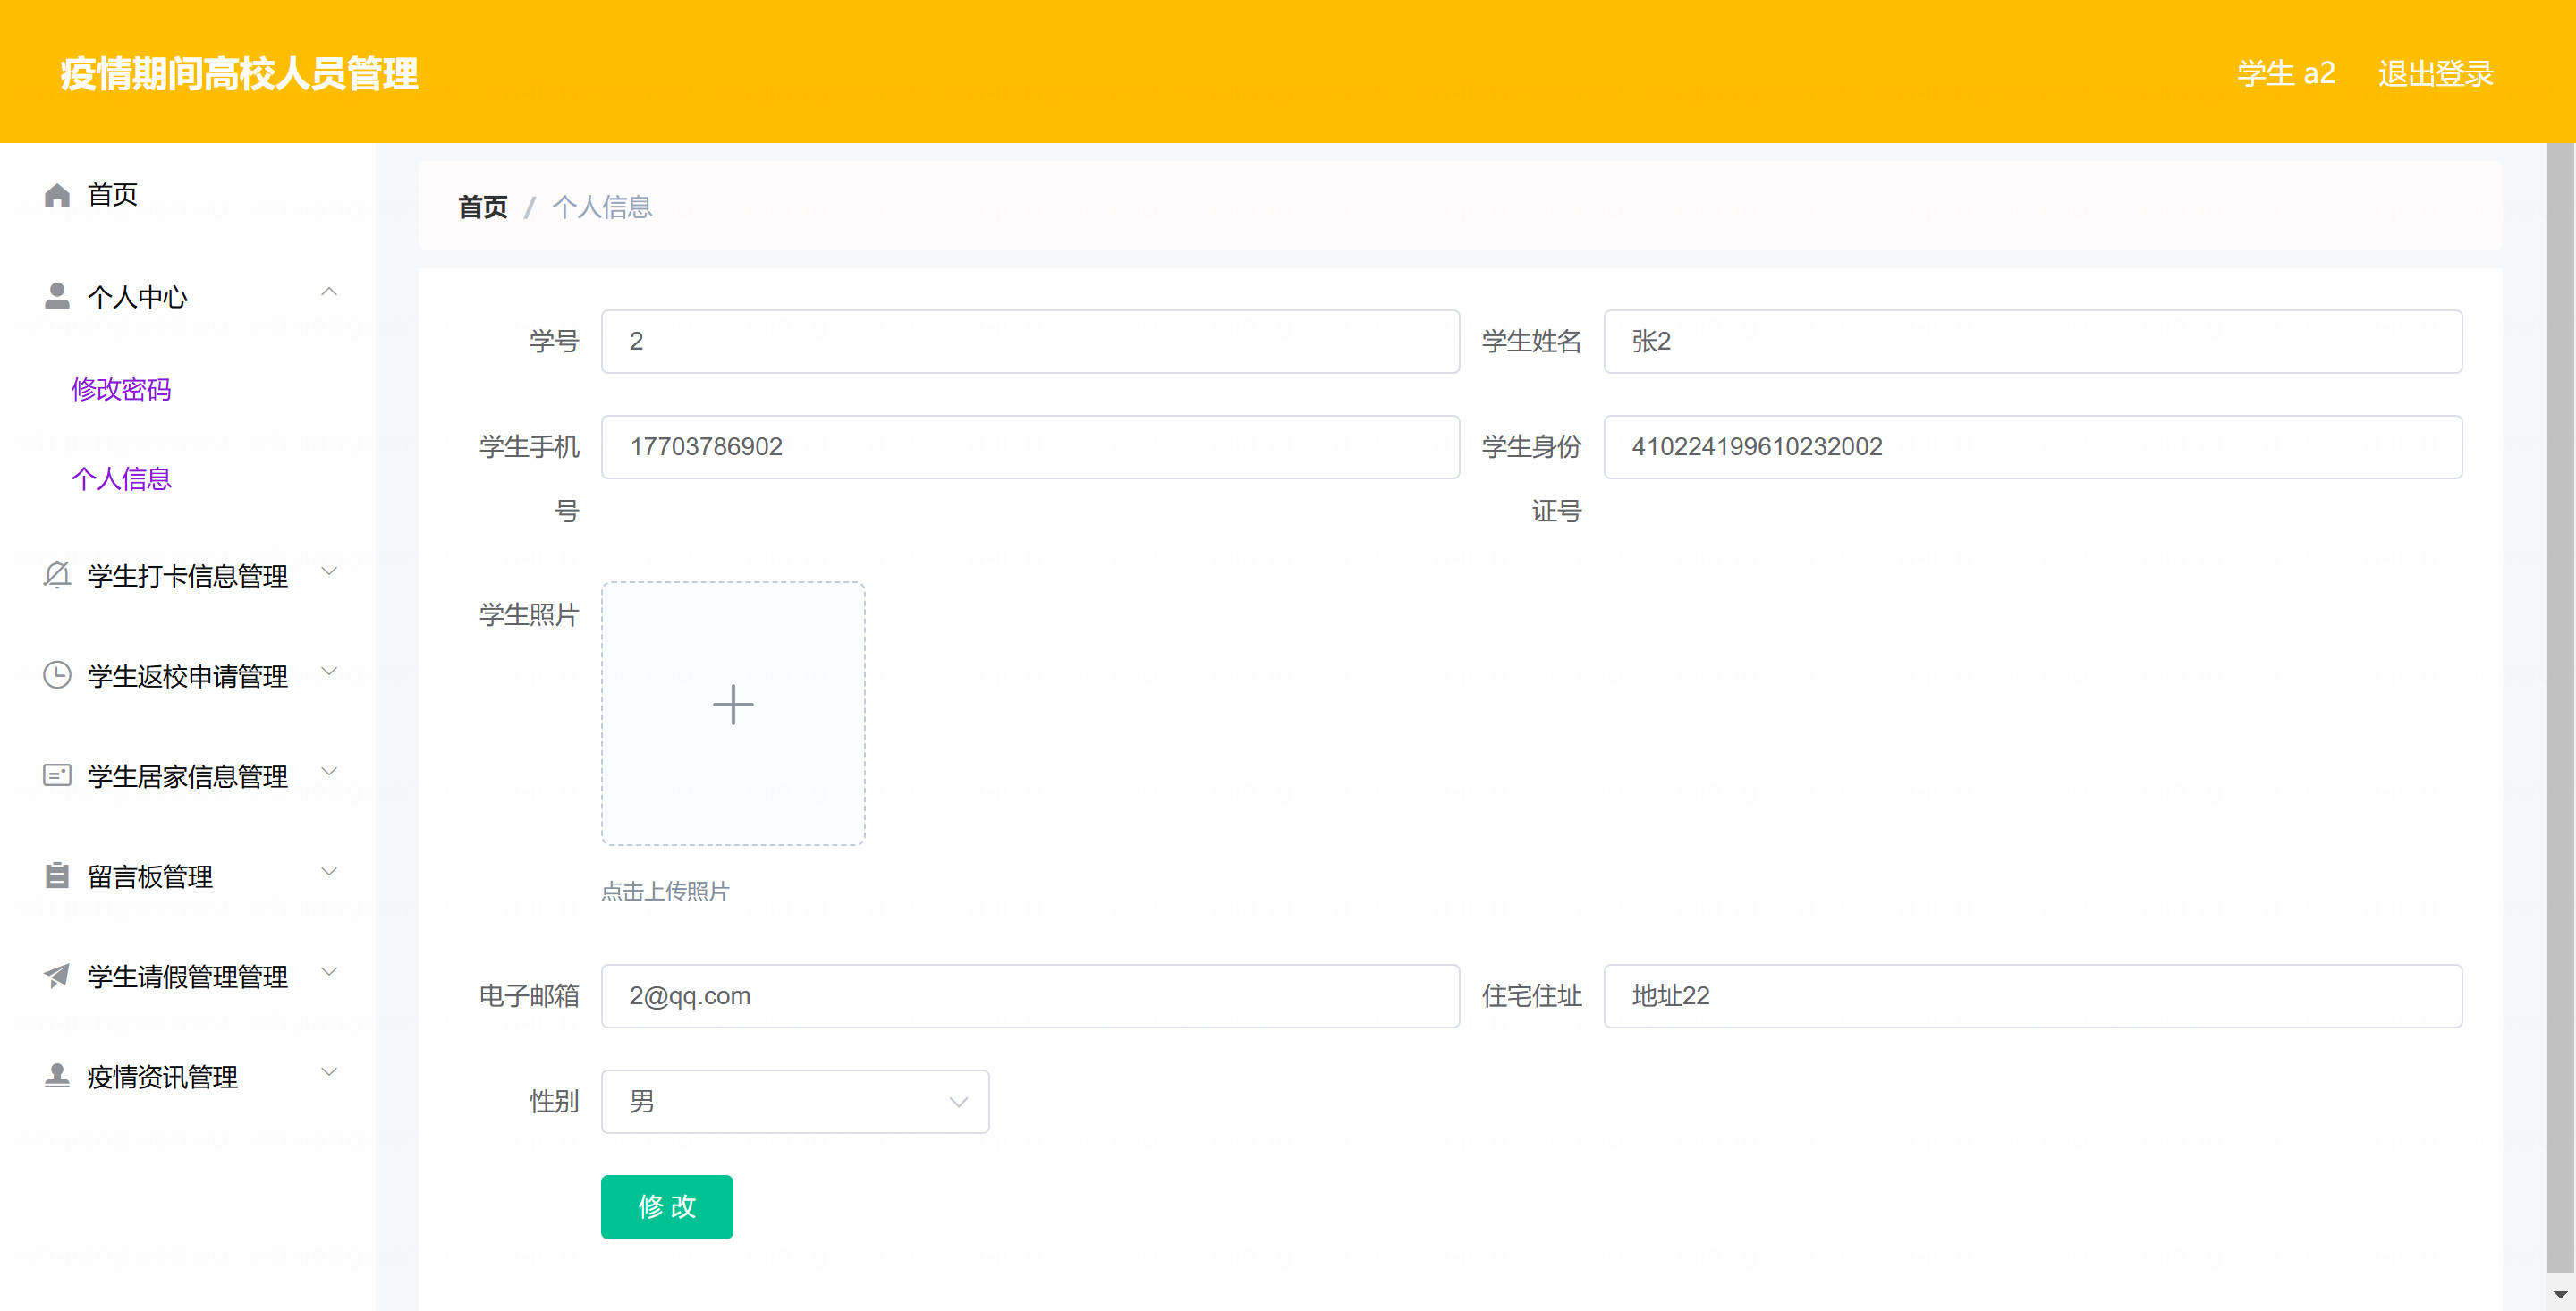 疫情期间高校人员管理
学生 a2 退出登录
首页
首页 / 个人信息
个人中心
修改密码
个人信息
学生打卡信息管理
学生返校申请管理
学生居家信息管理
留言板管理
学生请假管理管理
疫情资讯管理
学号 2 学生姓名 张2
学生手机 17703786902 学生身份 410224199610232002
号 证号
学生照片
点击上传照片
电子邮箱 2@qq.com 住宅住址 地址22
性别 男
修 改